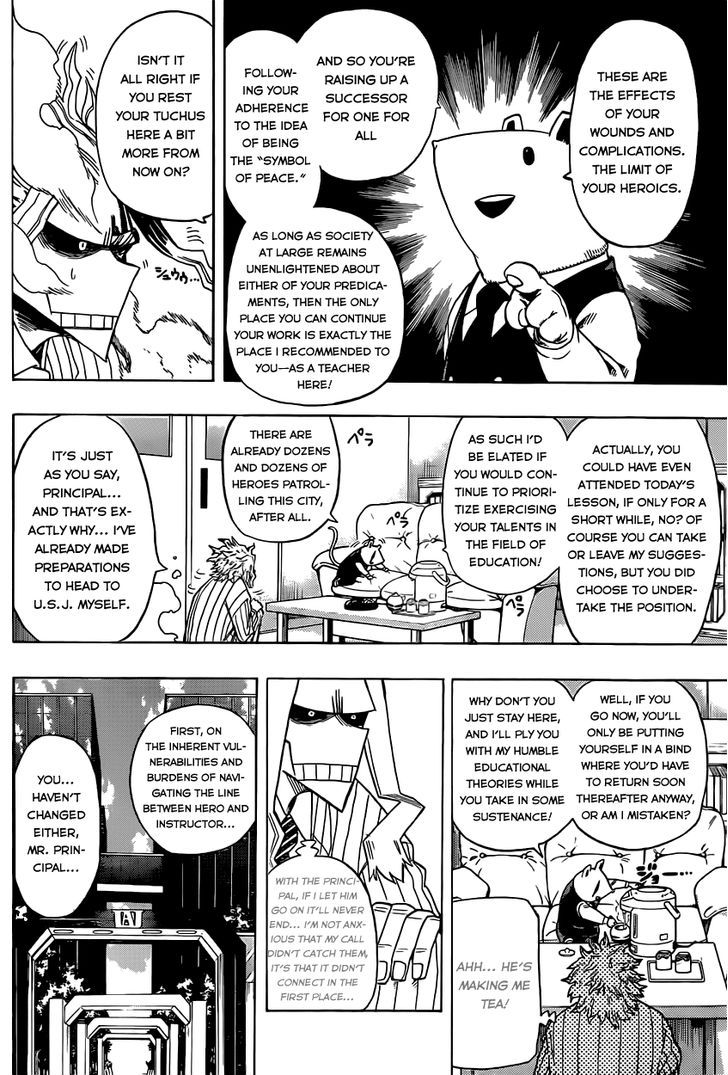 THESE ARE
THE EFFECTS
OF YOUR
WOUNDS AND
COMPLICATIONS.
THE LIMIT OF
YOUR HEROICS.
AND SO YOU'RE
RAISING UP A
SUCCESSOR
FOR ONE FOR
ALL
FOLLOW-
ING YOUR
ADHERENCE
TO THE IDEA
OF BEING
THE "SYMBOL
OF PEACE."
AS LONG AS SOCIETY
AT LARGE REMAINS
UNENLIGHTENED ABOUT
EITHER OF YOUR PREDICA-
MENTS, THEN THE ONLY
PLACE YOU CAN CONTINUE
YOUR WORK IS EXACTLY THE
PLACE I RECOMMENDED TO
YOU—AS A TEACHER
HERE!
ISN'T IT
ALL RIGHT IF
YOU REST
YOUR TUCHUS
HERE A BIT
MORE FROM
NOW ON?
シュウゥ…
ACTUALLY, YOU
COULD HAVE EVEN
ATTENDED TODAY'S
LESSON, IF ONLY FOR A
SHORT WHILE, NO? OF
COURSE YOU CAN TAKE
OR LEAVE MY SUGGES-
TIONS, BUT YOU DID
CHOOSE TO UNDER-
TAKE THE POSITION.
AS SUCH I'D
BE ELATED IF
YOU WOULD CON-
TINUE TO PRIORI-
TIZE EXERCISING
YOUR TALENTS IN
THE FIELD OF
EDUCATION!
ペラ
ペラ
ペラ
THERE ARE
ALREADY DOZENS
AND DOZENS OF
HEROES PATROL-
LING THIS CITY,
AFTER ALL.
IT'S JUST
AS YOU SAY,
PRINCIPAL...
AND THAT'S EX-
ACTLY WHY... I'VE
ALREADY MADE
PREPARATIONS
TO HEAD TO
U.S.J. MYSELF.
WELL, IF YOU
GO NOW, YOU'LL
ONLY BE PUTTING
YOURSELF IN A BIND
WHERE YOU'D HAVE
TO RETURN SOON
THEREAFTER ANYWAY,
OR AM I MISTAKEN?
WHY DON'T YOU
JUST STAY HERE,
AND I'LL PLY YOU
WITH MY HUMBLE
EDUCATIONAL
THEORIES WHILE
YOU TAKE IN SOME
SUSTENANCE!
AHH... HE'S
MAKING ME
TEA!
WITH THE PRINCI-
PAL, IF I LET HIM
GO ON IT'LL NEVER
END... I'M NOT ANX-
IOUS THAT MY CALL
DIDN'T CATCH THEM,
IT'S THAT IT DIDN'T
CONNECT IN THE
FIRST PLACE...
FIRST, ON
THE INHERENT VUL-
NERABILITIES AND
BURDENS OF NAVI-
GATING THE LINE
BETWEEN HERO AND
INSTRUCTOR...
YOU...
HAVEN'T
CHANGED
EITHER,
MR. PRIN-
CIPAL...